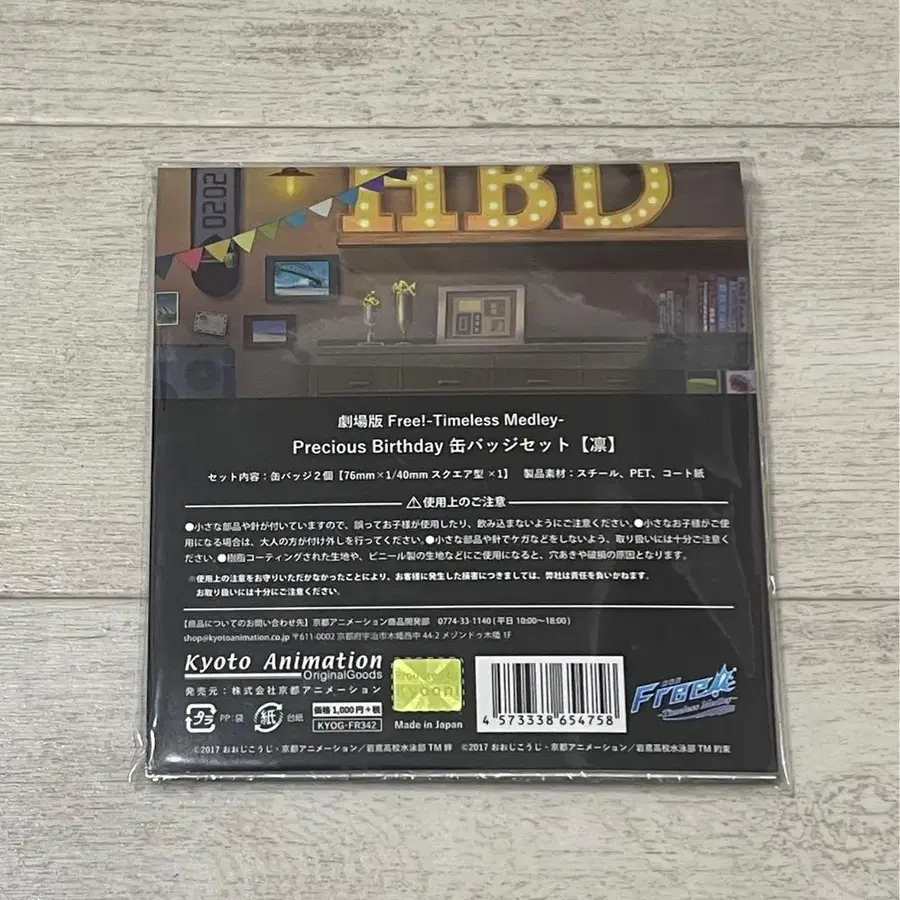 HBD
0202
劇場版 Free!-Timeless Medley-
Precious Birthday 缶バッジセット【凛】
セット内容：缶バッジ2個【76mm×1/40mm スクエア型 ×1】 製品素材：スチール、PET、コート紙
⚠使用上のご注意
●小さな部品や針が付いていますので、誤ってお子様が使用したり、飲み込まないようにご注意ください。●小さなお子様がご使
用になる場合は、大人の方が付け外しを行ってください。●小さな部品や針でケガなどをしないよう、取り扱いには十分ご注意く
ださい。●樹脂コーティングされた生地や、ビニール製の生地などにご使用になると、穴あきや破損の原因となります。
※使用上の注意をお守りいただかなかったことにより、お客様に発生した損害につきましては、弊社は責任を負いかねます。
お取り扱いには十分にご注意ください。
【商品についてのお問い合わせ先】京都アニメーション商品開発部 0774-33-1140 (平日 10:00〜18:00)
shop@kyotoanimation.co.jp 〒611-0002 京都府宇治市木幡西中 44-2 メゾンドゥ木幡 1F
Kyoto Animation
OriginalGoods
発売元：株式会社京都アニメーション
プラ PP:袋 紙 台紙
価格 1,000円+税
KYOG-FR342
Kyoani
Made in Japan
4 573338 654758
劇場版
Free!
-Timeless Medley-
©2017 おおじこうじ・京都アニメーション／岩鳶高校水泳部TM 絆 ©2017 おおじこうじ・京都アニメーション／岩鳶高校水泳部TM 約束